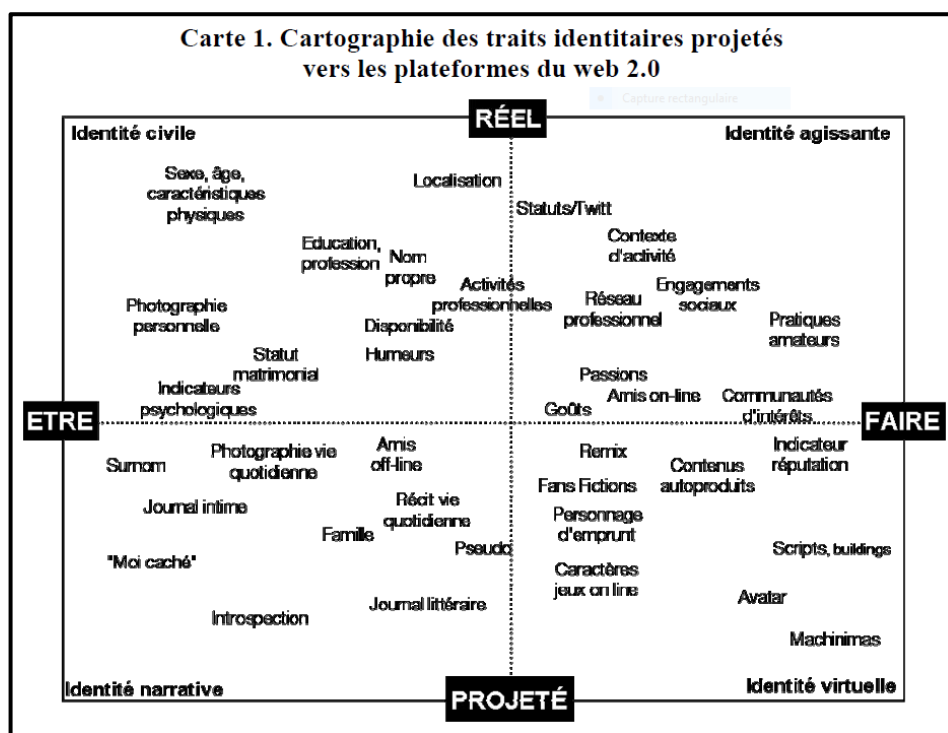 Carte 1. Cartographie des traits identitaires projetés
vers les plateformes du web 2.0
Capture rectangulaire
RÉEL
Identité civile
Identité agissante
Sexe, âge,
caractéristiques
physiques
Localisation
Statuts/Twitt
Education,
profession
Nom
propre
Contexte
d'activité
Activités
professionnelles
Réseau
professionnel
Engagements
sociaux
Photographie
personnelle
Disponibilité
Pratiques
amateurs
Statut
matrimonial
Humeurs
Passions
Indicateurs
psychologiques
Goûts
Amis on-line
Communautés
d'intérêts
ETRE
FAIRE
Surnom
Photographie vie
quotidienne
Amis
off-line
Remix
Contenus
autoproduits
Indicateur
réputation
Journal intime
Récit vie
quotidienne
Fans Fictions
Famille
Pseudo
Personnage
d'emprunt
"Moi caché"
Caractères
jeux on line
Scripts, buildings
Introspection
Journal littéraire
Avatar
Machinimas
Identité narrative
Identité virtuelle
PROJETÉ